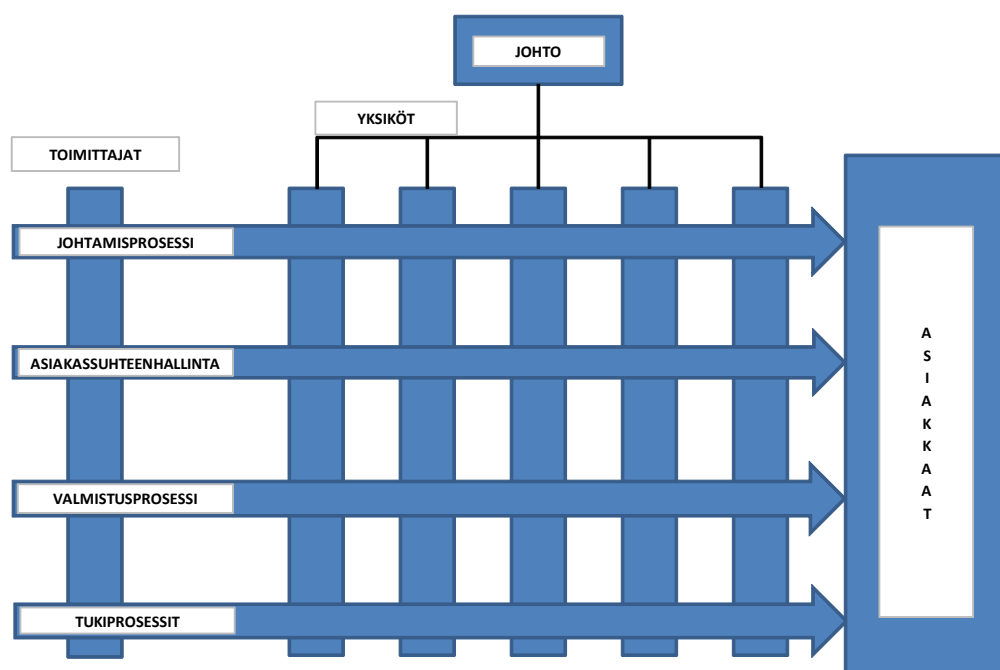 JOHTO
YKSIKÖT
TOIMITTAJAT
JOHTAMISPROSESSI
ASIAKASSUHTEENHALLINTA
VALMISTUSPROSESSI
TUKIPROSESSIT
A
S
I
A
K
K
A
A
T